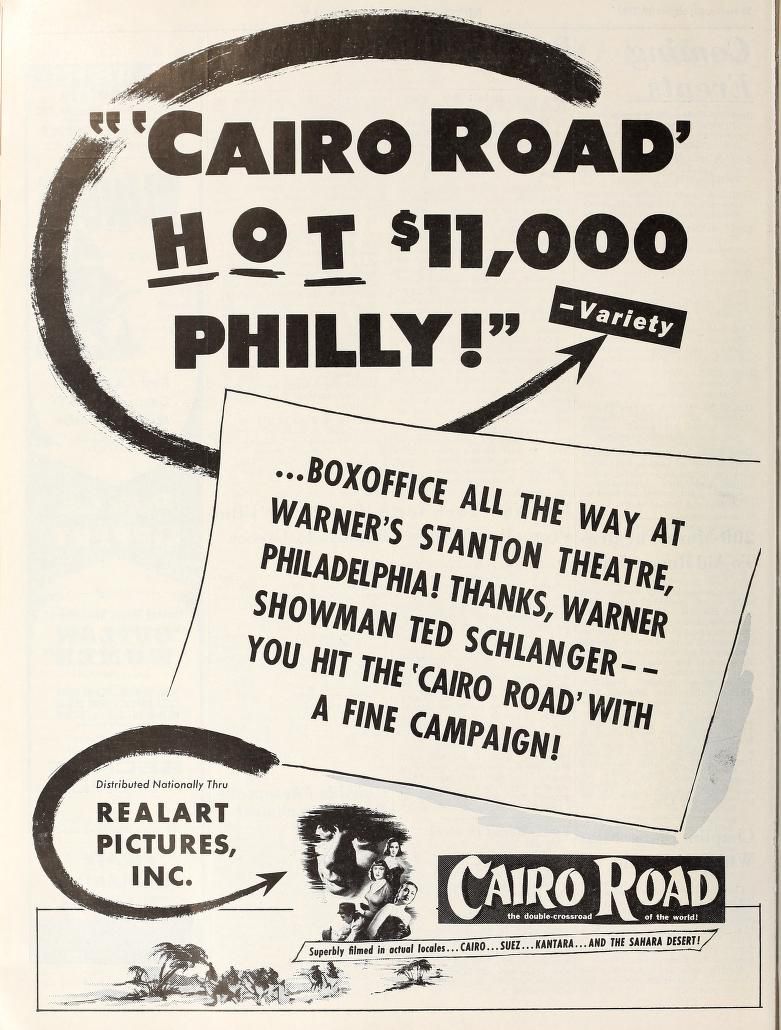 "'CAIRO ROAD'
HOT $11,000
PHILLY!"
–Variety
...BOXOFFICE ALL THE WAY AT
WARNER'S STANTON THEATRE,
PHILADELPHIA! THANKS, WARNER
SHOWMAN TED SCHLANGER--
YOU HIT THE 'CAIRO ROAD' WITH
A FINE CAMPAIGN!
Distributed Nationally Thru
REALART
PICTURES,
INC.
CAIRO ROAD
the double-crossroad of the world!
Superbly filmed in actual locales...CAIRO...SUEZ...KANTARA...AND THE SAHARA DESERT!